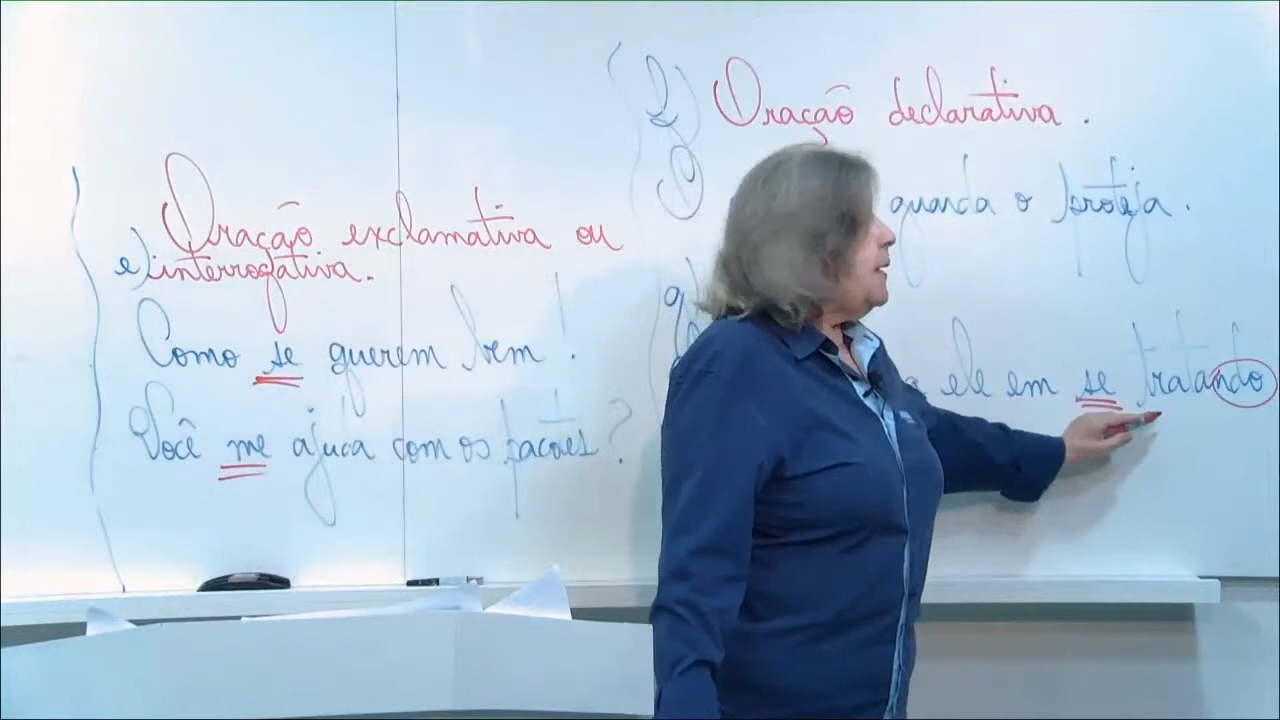 e) Oração exclamativa ou
interrogativa.
Como se querem bem!
Você me ajuda com os pacotes?
Oração declarativa.
guarda o proteja.
g)
ele em se tratando